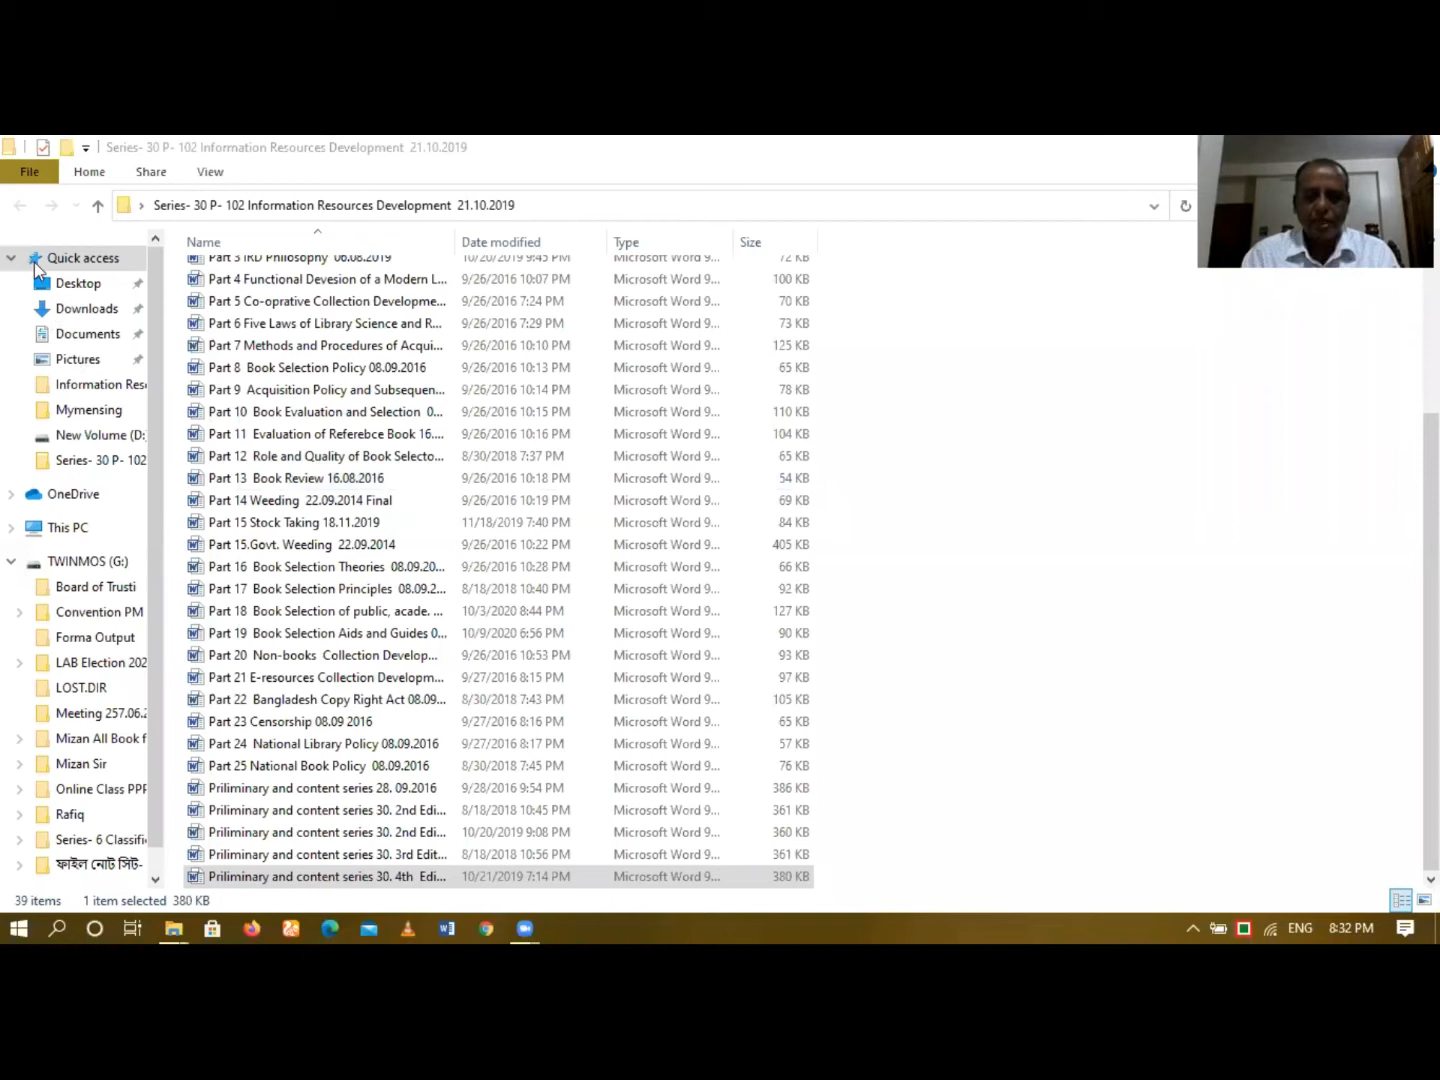 Series- 30 P- 102 Information Resources Development 21.10.2019
File Home Share View
Series- 30 P- 102 Information Resources Development 21.10.2019
Quick access
Desktop
Downloads
Documents
Pictures
Information Res
Mymensing
New Volume (D:
Series- 30 P- 102
OneDrive
This PC
TWINMOS (G:)
Board of Trusti
Convention PM
Forma Output
LAB Election 202
LOST.DIR
Meeting 257.06.2
Mizan All Book f
Mizan Sir
Online Class PPP
Rafiq
Series- 6 Classifi
ফাইল নোট সিট-
Name Date modified Type Size
Part 3 IRD Philosophy 06.08.2019 10/20/2019 9:45 PM Microsoft Word 9... 72 KB
Part 4 Functional Devesion of a Modern L... 9/26/2016 10:07 PM Microsoft Word 9... 100 KB
Part 5 Co-oprative Collection Developme... 9/26/2016 7:24 PM Microsoft Word 9... 70 KB
Part 6 Five Laws of Library Science and R... 9/26/2016 7:29 PM Microsoft Word 9... 73 KB
Part 7 Methods and Procedures of Acqui... 9/26/2016 10:10 PM Microsoft Word 9... 125 KB
Part 8 Book Selection Policy 08.09.2016 9/26/2016 10:13 PM Microsoft Word 9... 65 KB
Part 9 Acquisition Policy and Subsequen... 9/26/2016 10:14 PM Microsoft Word 9... 78 KB
Part 10 Book Evaluation and Selection 0... 9/26/2016 10:15 PM Microsoft Word 9... 110 KB
Part 11 Evaluation of Referebce Book 16.... 9/26/2016 10:16 PM Microsoft Word 9... 104 KB
Part 12 Role and Quality of Book Selecto... 8/30/2018 7:37 PM Microsoft Word 9... 65 KB
Part 13 Book Review 16.08.2016 9/26/2016 10:18 PM Microsoft Word 9... 54 KB
Part 14 Weeding 22.09.2014 Final 9/26/2016 10:19 PM Microsoft Word 9... 69 KB
Part 15 Stock Taking 18.11.2019 11/18/2019 7:40 PM Microsoft Word 9... 84 KB
Part 15.Govt. Weeding 22.09.2014 9/26/2016 10:22 PM Microsoft Word 9... 405 KB
Part 16 Book Selection Theories 08.09.20... 9/26/2016 10:28 PM Microsoft Word 9... 66 KB
Part 17 Book Selection Principles 08.09.2... 8/18/2018 10:40 PM Microsoft Word 9... 92 KB
Part 18 Book Selection of public, acade. ... 10/3/2020 8:44 PM Microsoft Word 9... 127 KB
Part 19 Book Selection Aids and Guides 0... 10/9/2020 6:56 PM Microsoft Word 9... 90 KB
Part 20 Non-books Collection Develop... 9/26/2016 10:53 PM Microsoft Word 9... 93 KB
Part 21 E-resources Collection Developm... 9/27/2016 8:15 PM Microsoft Word 9... 97 KB
Part 22 Bangladesh Copy Right Act 08.09... 8/30/2018 7:43 PM Microsoft Word 9... 105 KB
Part 23 Censorship 08.09 2016 9/27/2016 8:16 PM Microsoft Word 9... 65 KB
Part 24 National Library Policy 08.09.2016 9/27/2016 8:17 PM Microsoft Word 9... 57 KB
Part 25 National Book Policy 08.09.2016 8/30/2018 7:45 PM Microsoft Word 9... 76 KB
Priliminary and content series 28. 09.2016 9/28/2016 9:54 PM Microsoft Word 9... 386 KB
Priliminary and content series 30. 2nd Edi... 8/18/2018 10:45 PM Microsoft Word 9... 361 KB
Priliminary and content series 30. 2nd Edi... 10/20/2019 9:08 PM Microsoft Word 9... 360 KB
Priliminary and content series 30. 3rd Edit... 8/18/2018 10:56 PM Microsoft Word 9... 361 KB
Priliminary and content series 30. 4th Edi... 10/21/2019 7:14 PM Microsoft Word 9... 380 KB
39 items 1 item selected 380 KB
ENG 8:32 PM